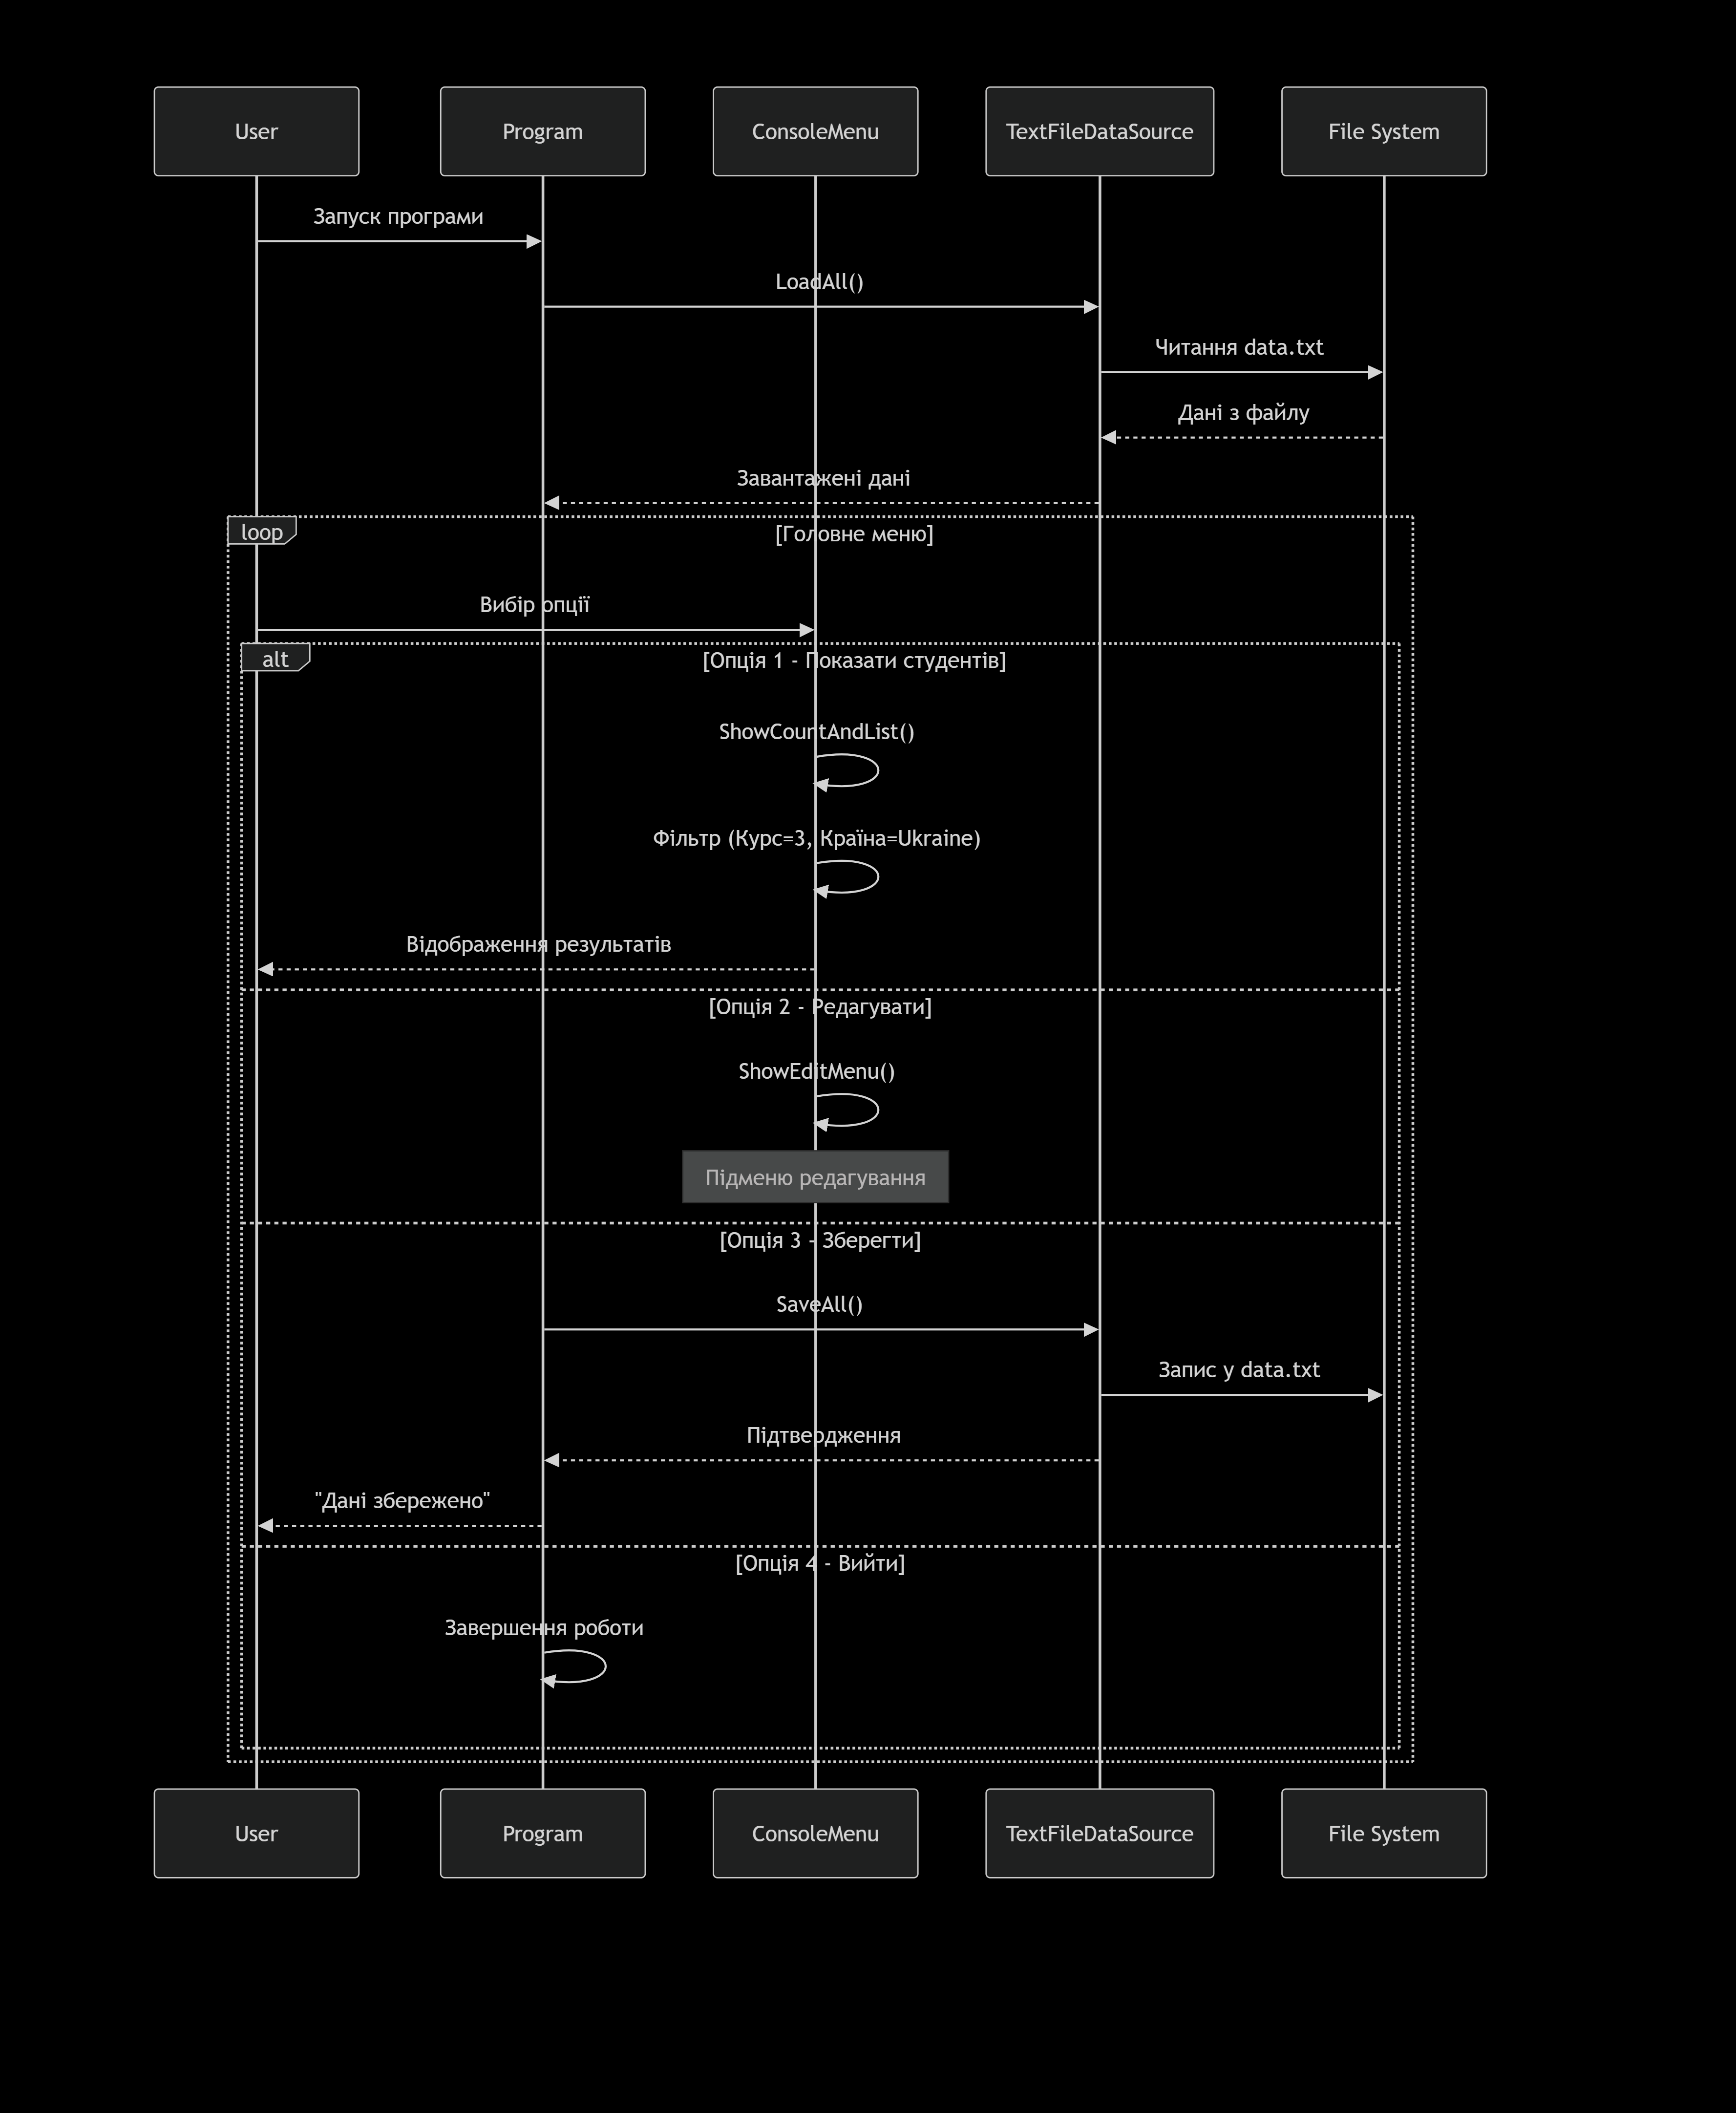 User
Program
ConsoleMenu
TextFileDataSource
File System
Запуск програми
LoadAll()
Читання data.txt
Дані з файлу
Завантажені дані
loop
[Головне меню]
Вибір опції
alt
[Опція 1 - Показати студентів]
ShowCountAndList()
Фільтр (Курс=3, Країна=Ukraine)
Відображення результатів
[Опція 2 - Редагувати]
ShowEditMenu()
Підменю редагування
[Опція 3 - Зберегти]
SaveAll()
Запис у data.txt
Підтвердження
"Дані збережено"
[Опція 4 - Вийти]
Завершення роботи
User
Program
ConsoleMenu
TextFileDataSource
File System